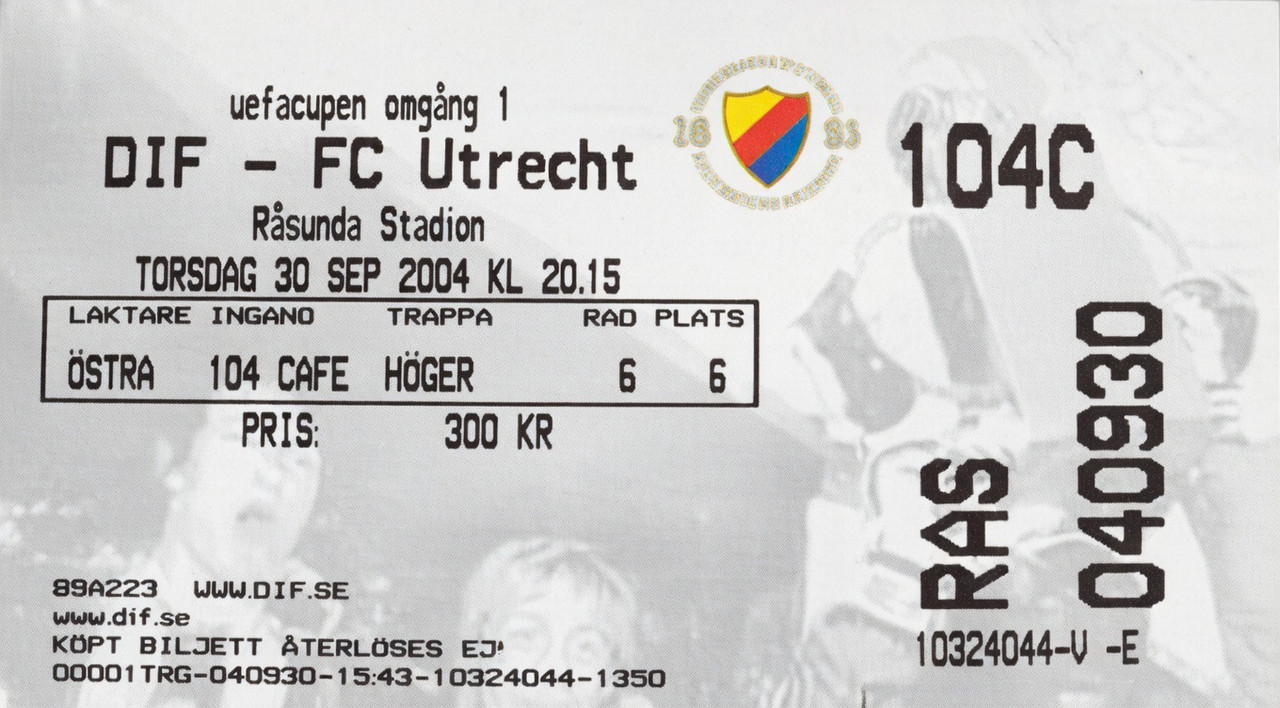 uefacupen omgång 1
DIF - FC Utrecht
Råsunda Stadion
TORSDAG 30 SEP 2004 KL 20.15
LAKTARE INGANO TRAPPA RAD PLATS
ÖSTRA 104 CAFE HÖGER 6 6
PRIS: 300 KR
89A223 WWW.DIF.SE
www.dif.se
KÖPT BILJETT ÅTERLÖSES EJ
00001TRG-040930-15:43-10324044-1350
18 91
104C
RAS
040930
10324044-V -E